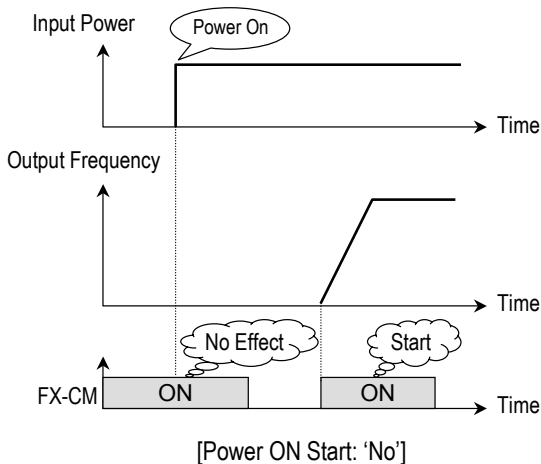 Input Power
Power On
Time
Output Frequency
Time
No Effect
Start
FX-CM
ON
ON
Time
[Power ON Start: ‘No’]